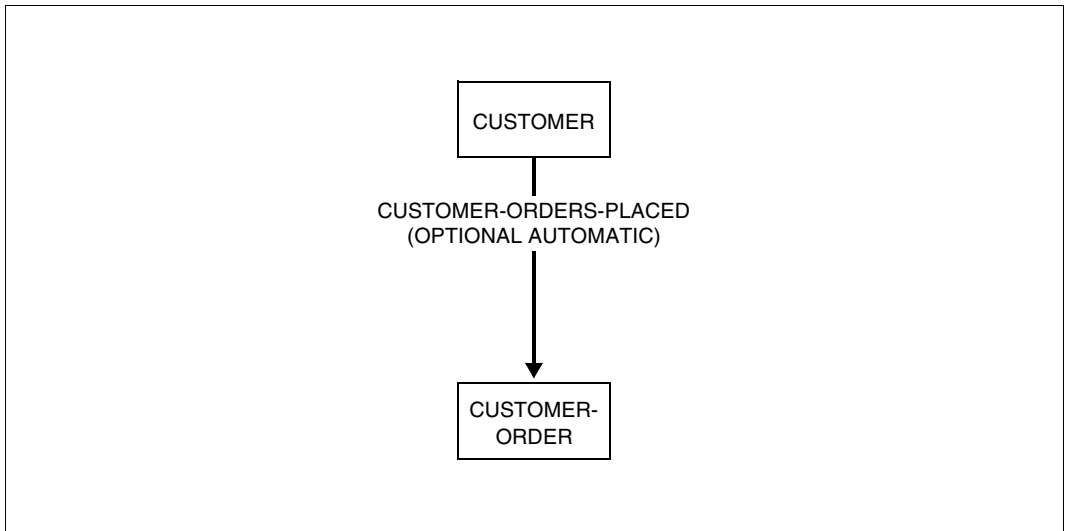 CUSTOMER
CUSTOMER-ORDERS-PLACED
(OPTIONAL AUTOMATIC)
CUSTOMER-
ORDER